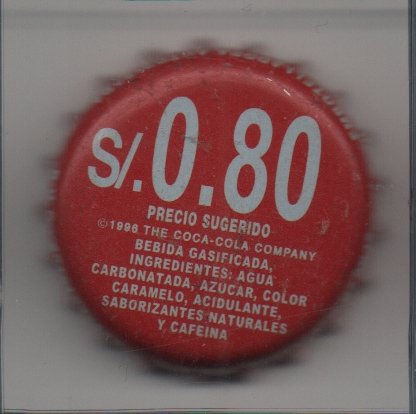 S/.0.80
PRECIO SUGERIDO
©1996 THE COCA-COLA COMPANY
BEBIDA GASIFICADA,
INGREDIENTES: AGUA
CARBONATADA, AZUCAR, COLOR
CARAMELO, ACIDULANTE,
SABORIZANTES NATURALES
Y CAFEINA